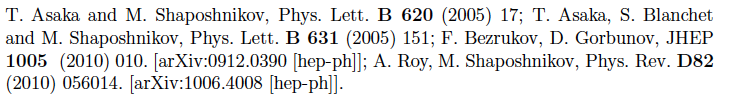 T. Asaka and M. Shaposhnikov, Phys. Lett. B 620 (2005) 17; T. Asaka, S. Blanchet
and M. Shaposhnikov, Phys. Lett. B 631 (2005) 151; F. Bezrukov, D. Gorbunov, JHEP
1005 (2010) 010. [arXiv:0912.0390 [hep-ph]]; A. Roy, M. Shaposhnikov, Phys. Rev. D82
(2010) 056014. [arXiv:1006.4008 [hep-ph]].